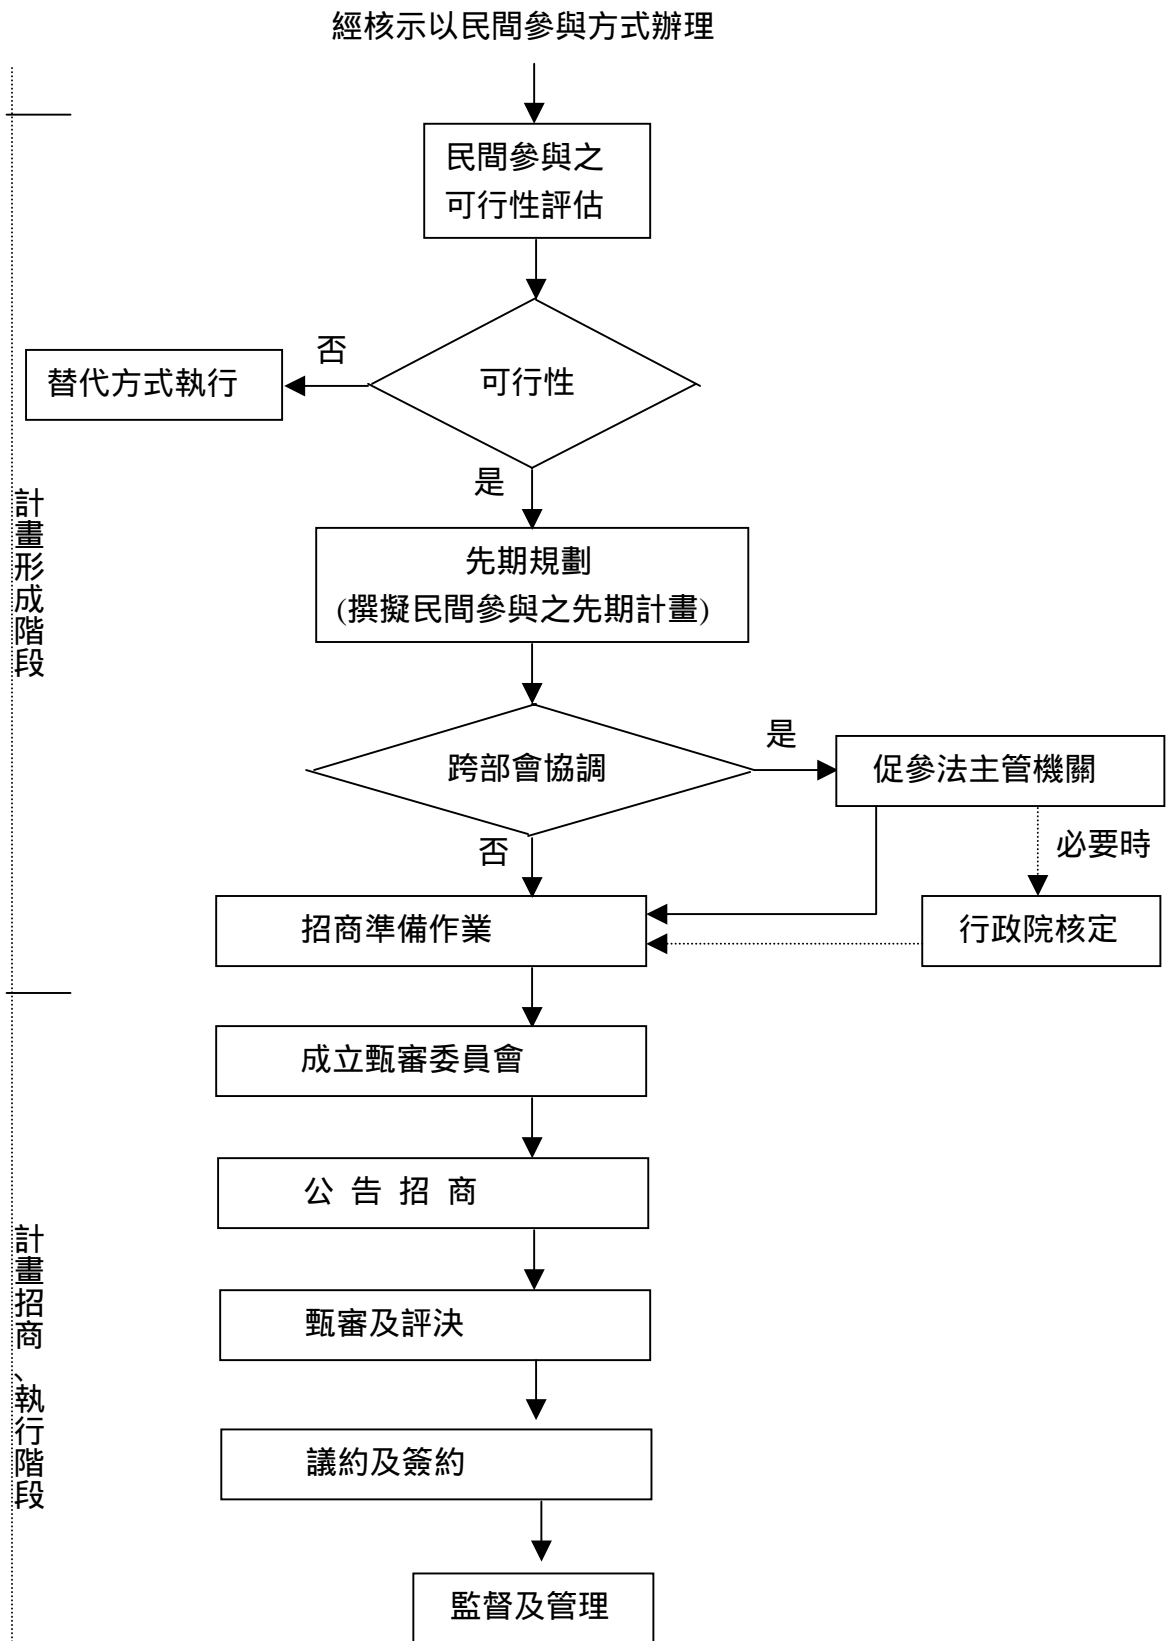 經核示以民間參與方式辦理
民間參與之
可行性評估
否
替代方式執行
可行性
是
先期規劃
(撰擬民間參與之先期計畫)
計畫形成階段
跨部會協調
是
促參法主管機關
必要時
否
招商準備作業
行政院核定
成立甄審委員會
公 告 招 商
甄審及評決
計畫招商、執行階段
議約及簽約
監督及管理